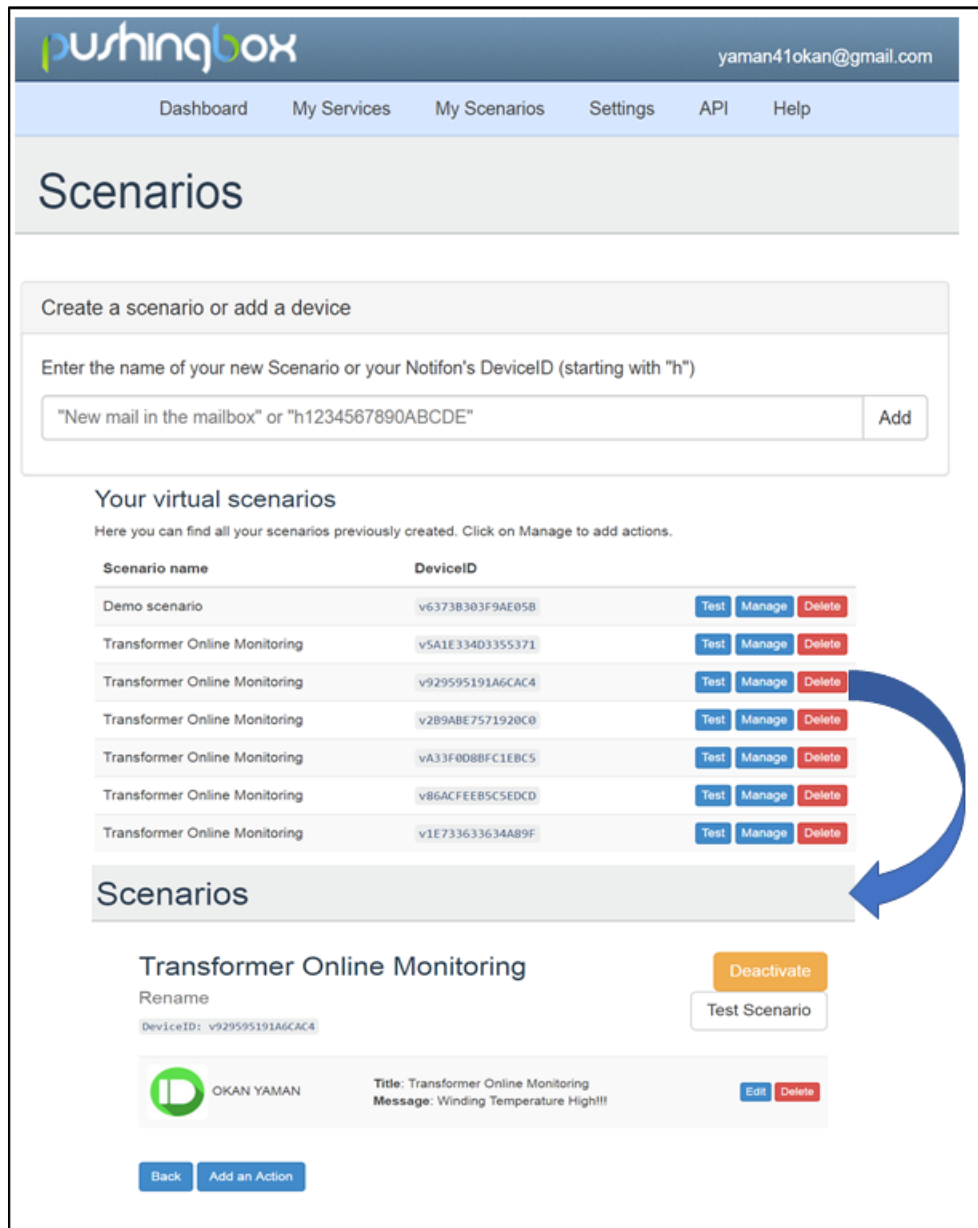 pushingbox
yaman41okan@gmail.com
Dashboard My Services My Scenarios Settings API Help
Scenarios
Create a scenario or add a device
Enter the name of your new Scenario or your Notifon's DeviceID (starting with "h")
"New mail in the mailbox" or "h1234567890ABCDE" Add
Your virtual scenarios
Here you can find all your scenarios previously created. Click on Manage to add actions.
Scenario name DeviceID
Demo scenario v6373B303F9AE05B Test Manage Delete
Transformer Online Monitoring v5A1E334D3355371 Test Manage Delete
Transformer Online Monitoring v929595191A6CAC4 Test Manage Delete
Transformer Online Monitoring v2B9ABE7571920C0 Test Manage Delete
Transformer Online Monitoring vA33F0D8BFC1EBC5 Test Manage Delete
Transformer Online Monitoring v86ACFEEB5C5EDCD Test Manage Delete
Transformer Online Monitoring v1E733633634A89F Test Manage Delete
Scenarios
Transformer Online Monitoring Deactivate
Rename Test Scenario
DeviceID: v929595191A6CAC4
OKAN YAMAN Title: Transformer Online Monitoring Edit Delete
Message: Winding Temperature High!!!
Back Add an Action